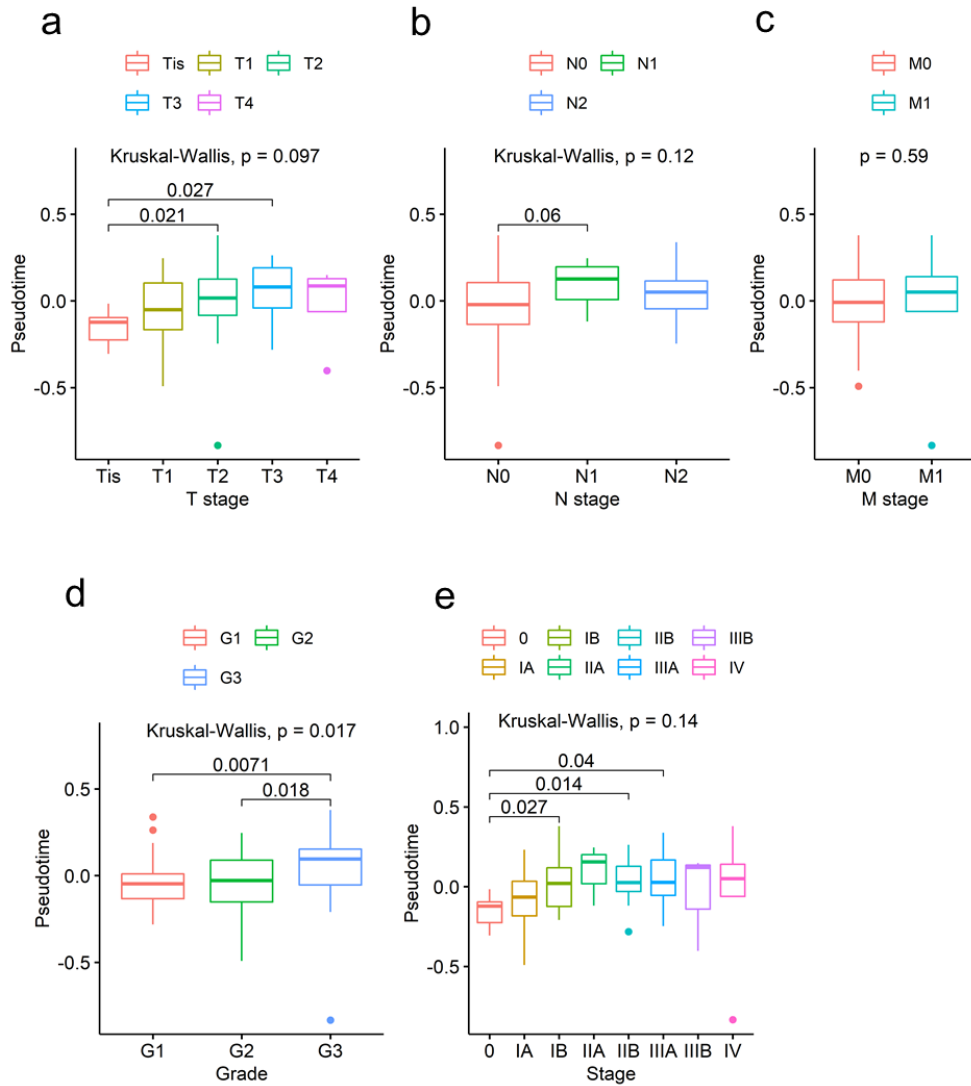 a
Tis T1 T2
T3 T4
Kruskal-Wallis, p = 0.097
0.027
0.021
0.5
0.0
-0.5
Pseudotime
Tis T1 T2 T3 T4
T stage
b
N0 N1
N2
Kruskal-Wallis, p = 0.12
0.06
0.5
0.0
-0.5
Pseudotime
N0 N1 N2
N stage
c
M0
M1
p = 0.59
0.5
0.0
-0.5
Pseudotime
M0 M1
M stage
d
G1 G2
G3
Kruskal-Wallis, p = 0.017
0.0071
0.018
0.5
0.0
-0.5
Pseudotime
G1 G2 G3
Grade
e
0 IB IIB IIIB
IA IIA IIIA IV
Kruskal-Wallis, p = 0.14
1.0
0.04
0.014
0.027
0.5
0.0
-0.5
Pseudotime
0 IA IB IIA IIB IIIA IIIB IV
Stage